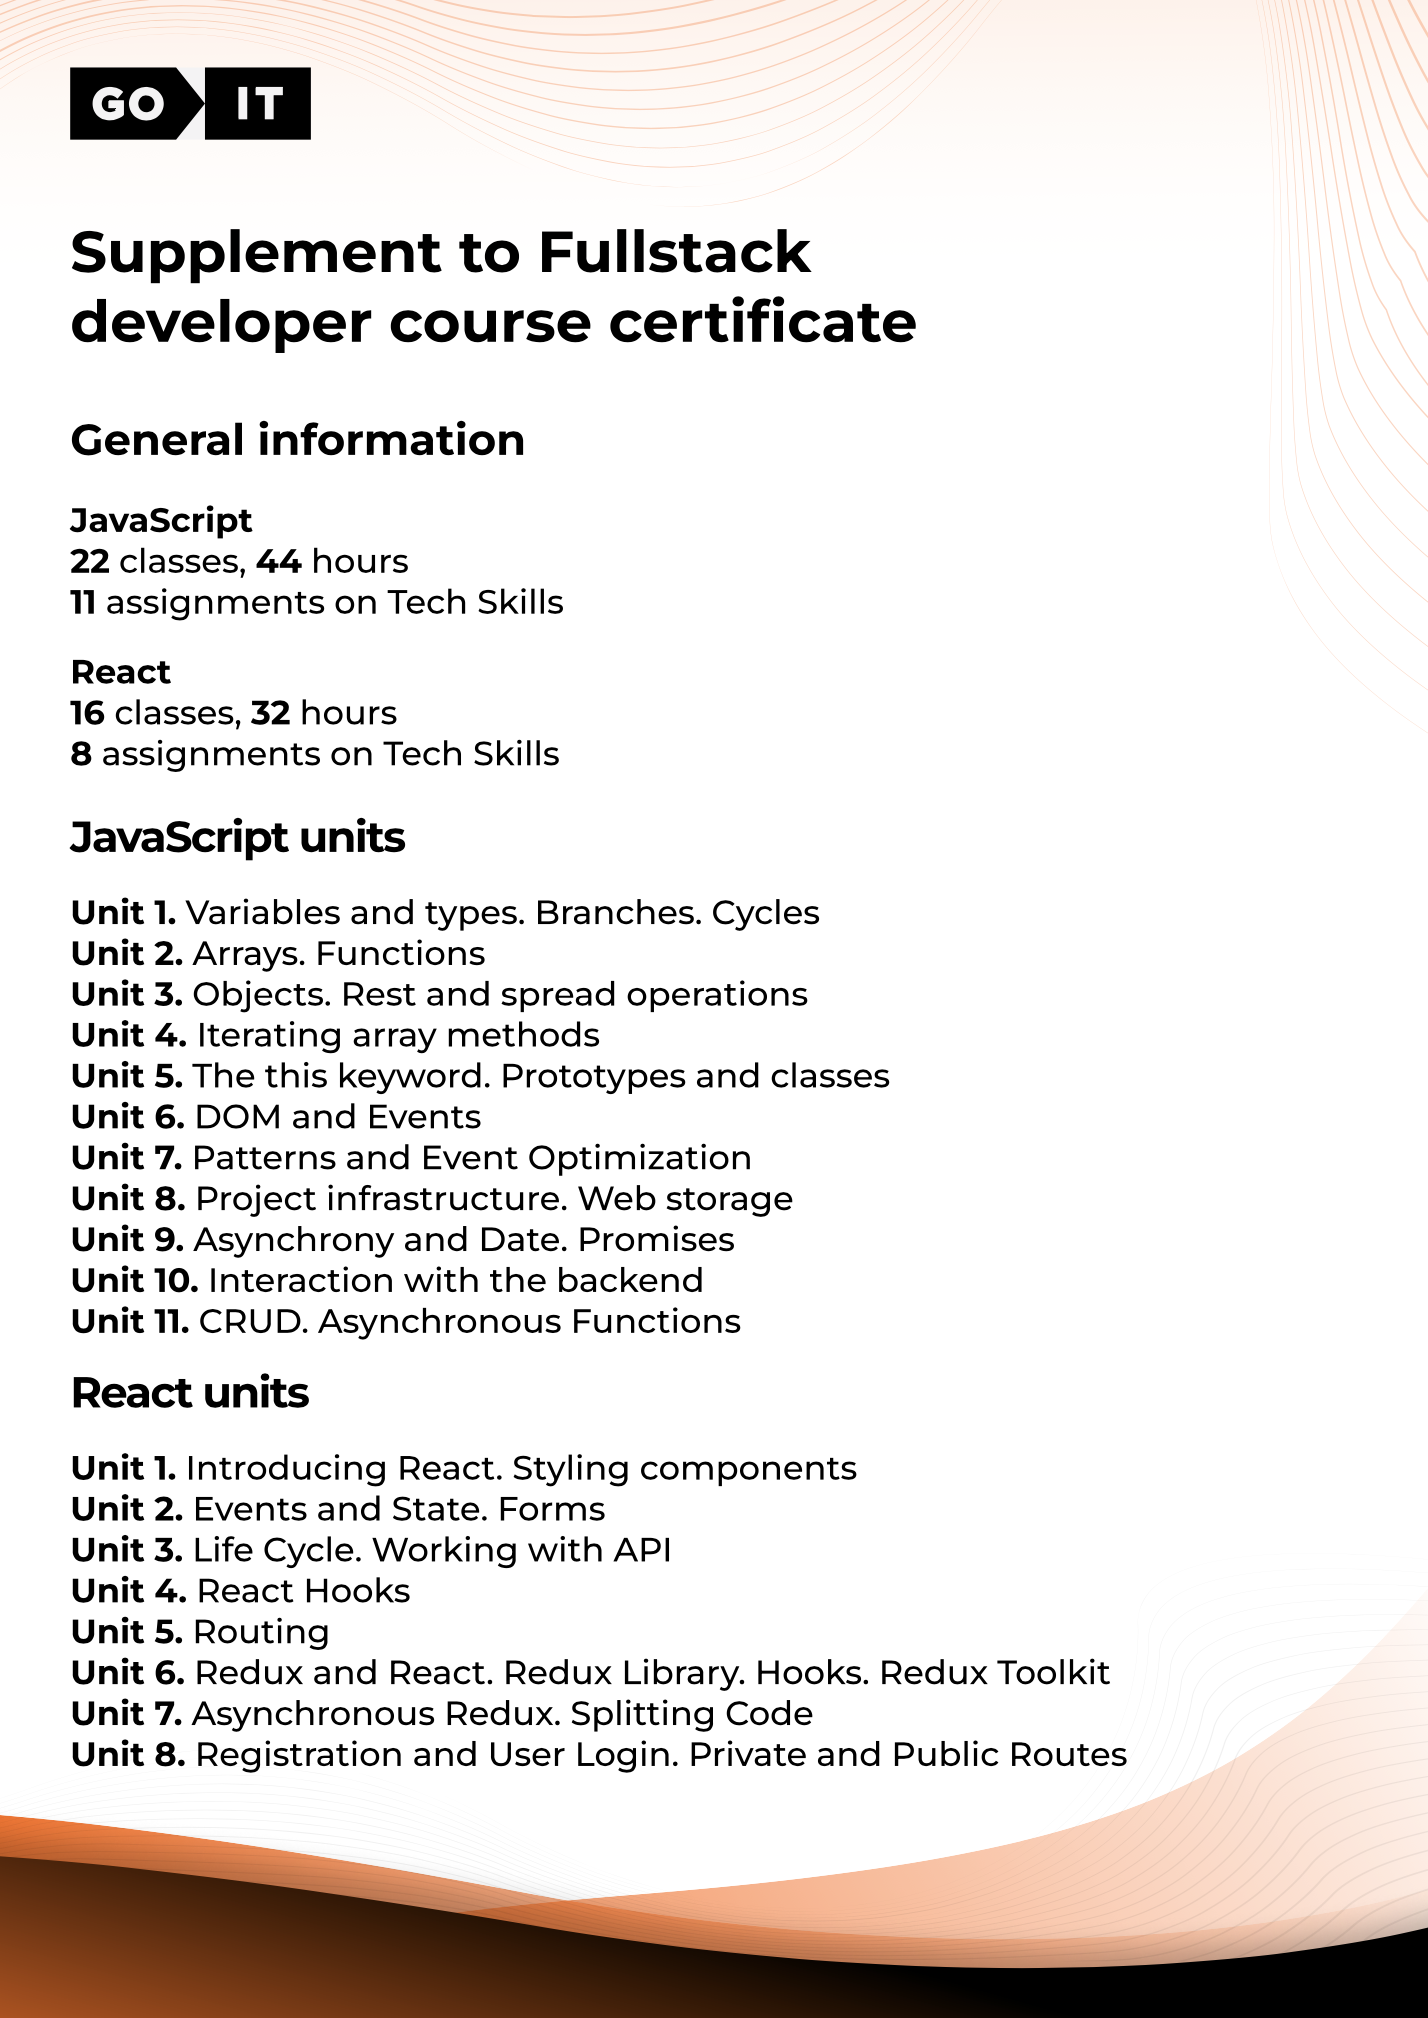 GO IT
Supplement to Fullstack
developer course certificate
General information
JavaScript
22 classes, 44 hours
11 assignments on Tech Skills
React
16 classes, 32 hours
8 assignments on Tech Skills
JavaScript units
Unit 1. Variables and types. Branches. Cycles
Unit 2. Arrays. Functions
Unit 3. Objects. Rest and spread operations
Unit 4. Iterating array methods
Unit 5. The this keyword. Prototypes and classes
Unit 6. DOM and Events
Unit 7. Patterns and Event Optimization
Unit 8. Project infrastructure. Web storage
Unit 9. Asynchrony and Date. Promises
Unit 10. Interaction with the backend
Unit 11. CRUD. Asynchronous Functions
React units
Unit 1. Introducing React. Styling components
Unit 2. Events and State. Forms
Unit 3. Life Cycle. Working with API
Unit 4. React Hooks
Unit 5. Routing
Unit 6. Redux and React. Redux Library. Hooks. Redux Toolkit
Unit 7. Asynchronous Redux. Splitting Code
Unit 8. Registration and User Login. Private and Public Routes